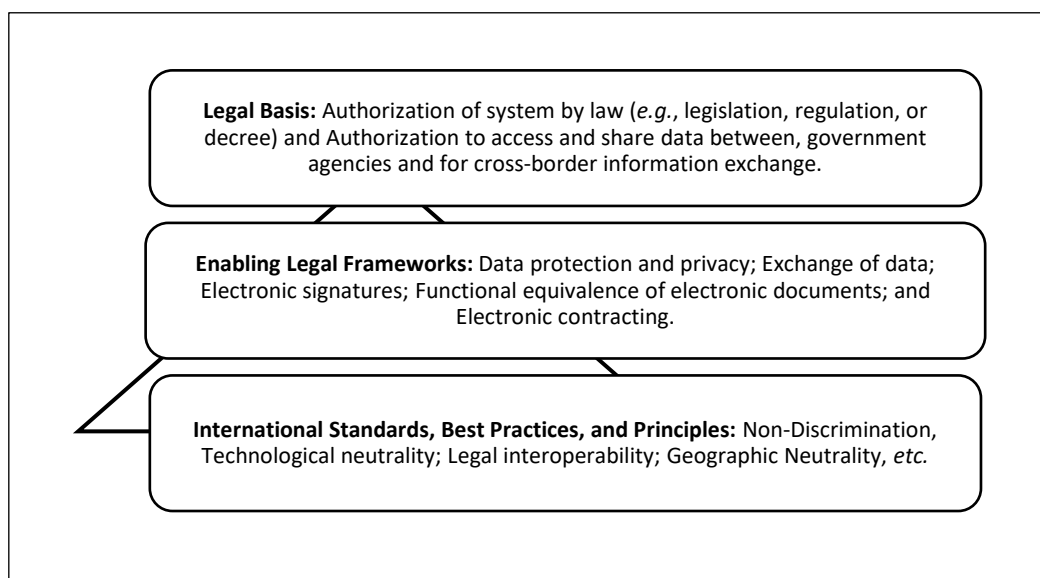 Legal Basis: Authorization of system by law (e.g., legislation, regulation, or
decree) and Authorization to access and share data between, government
agencies and for cross-border information exchange.
Enabling Legal Frameworks: Data protection and privacy; Exchange of data;
Electronic signatures; Functional equivalence of electronic documents; and
Electronic contracting.
International Standards, Best Practices, and Principles: Non-Discrimination,
Technological neutrality; Legal interoperability; Geographic Neutrality, etc.